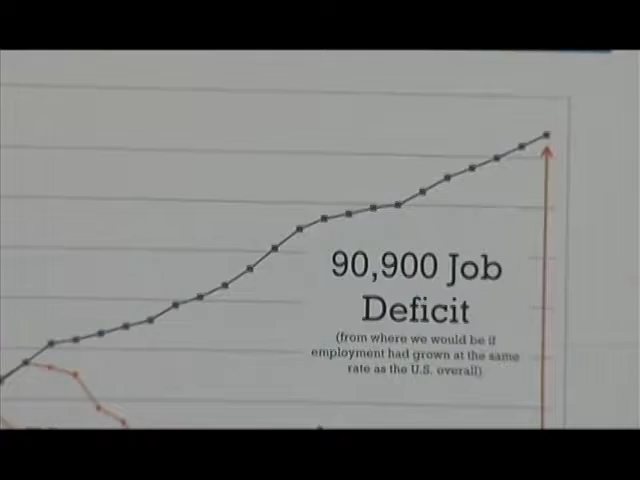 90,900 Job
Deficit
(from where we would be if
employment had grown at the same
rate as the U.S. overall)